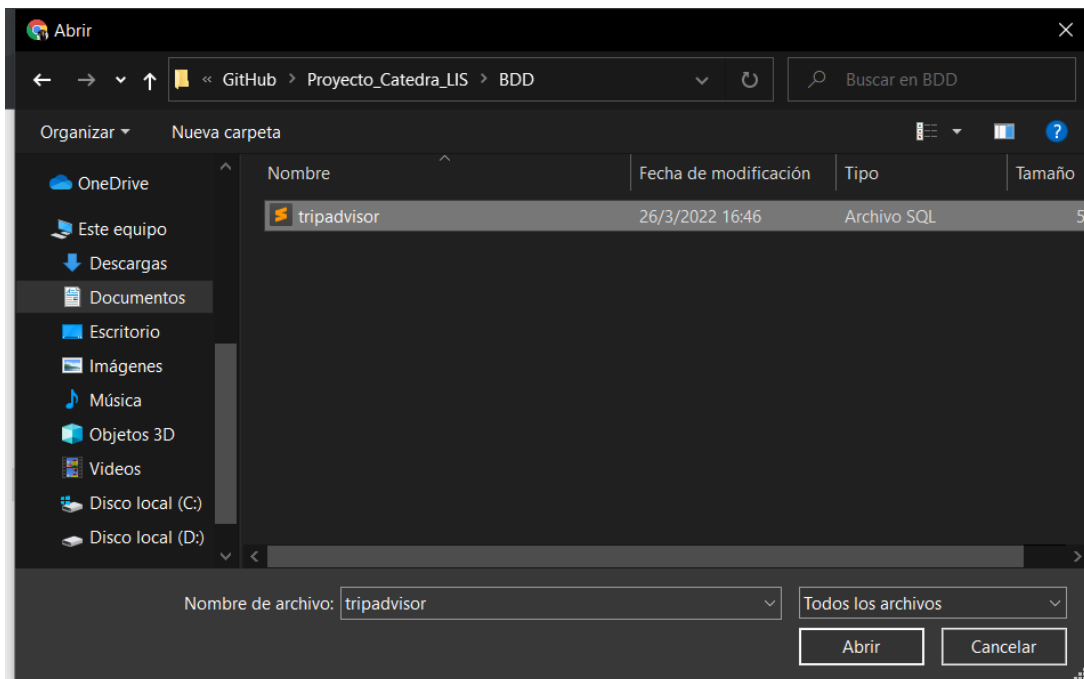 Abrir
« GitHub > Proyecto_Catedra_LIS > BDD
Buscar en BDD
Organizar
Nueva carpeta
?
Nombre
Fecha de modificación
Tipo
Tamaño
OneDrive
Este equipo
Descargas
Documentos
Escritorio
Imágenes
Música
Objetos 3D
Videos
Disco local (C:)
Disco local (D:)
tripadvisor
26/3/2022 16:46
Archivo SQL
5
Nombre de archivo: tripadvisor
Todos los archivos
Abrir
Cancelar